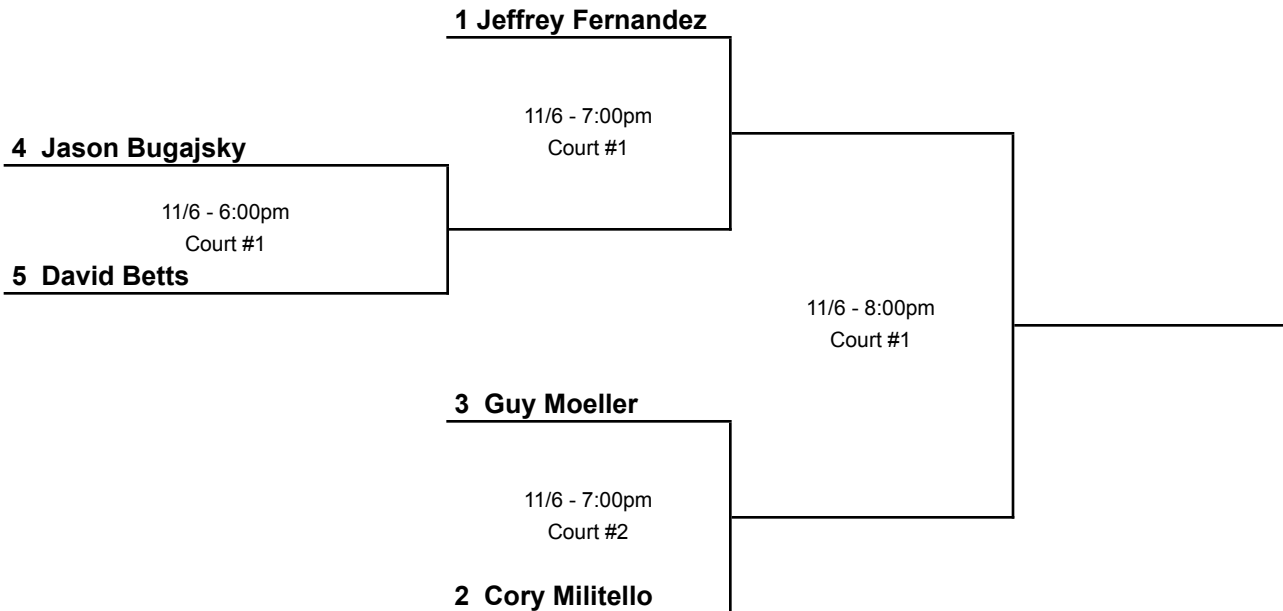 1 Jeffrey Fernandez
11/6 - 7:00pm
Court #1
4 Jason Bugajsky
11/6 - 6:00pm
Court #1
5 David Betts
11/6 - 8:00pm
Court #1
3 Guy Moeller
11/6 - 7:00pm
Court #2
2 Cory Militello